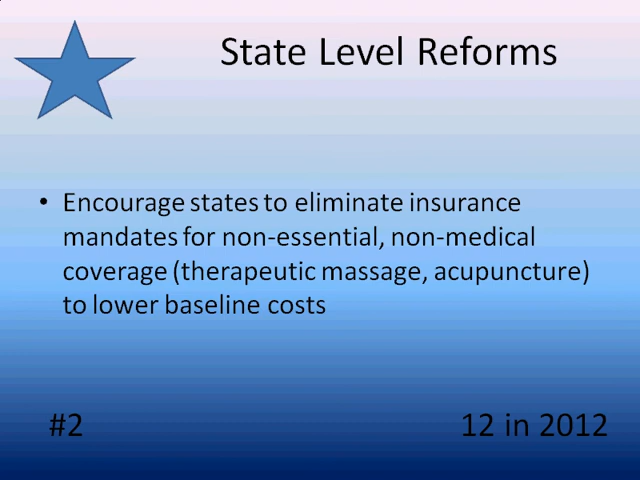 State Level Reforms
• Encourage states to eliminate insurance
mandates for non-essential, non-medical
coverage (therapeutic massage, acupuncture)
to lower baseline costs
#2
12 in 2012